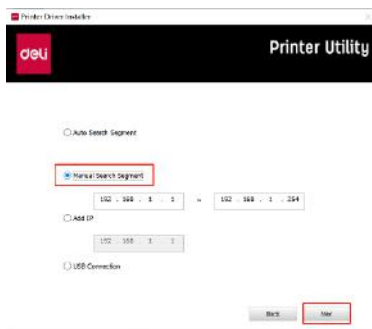 Printer Driver Installer
deli
Printer Utility
Auto Search Segment
Manual Search Segment
192 . 168 . 1 . 1 ~ 192 . 168 . 1 . 254
Add IP
192 . 168 . 1 . 1
USB Connection
Back Next